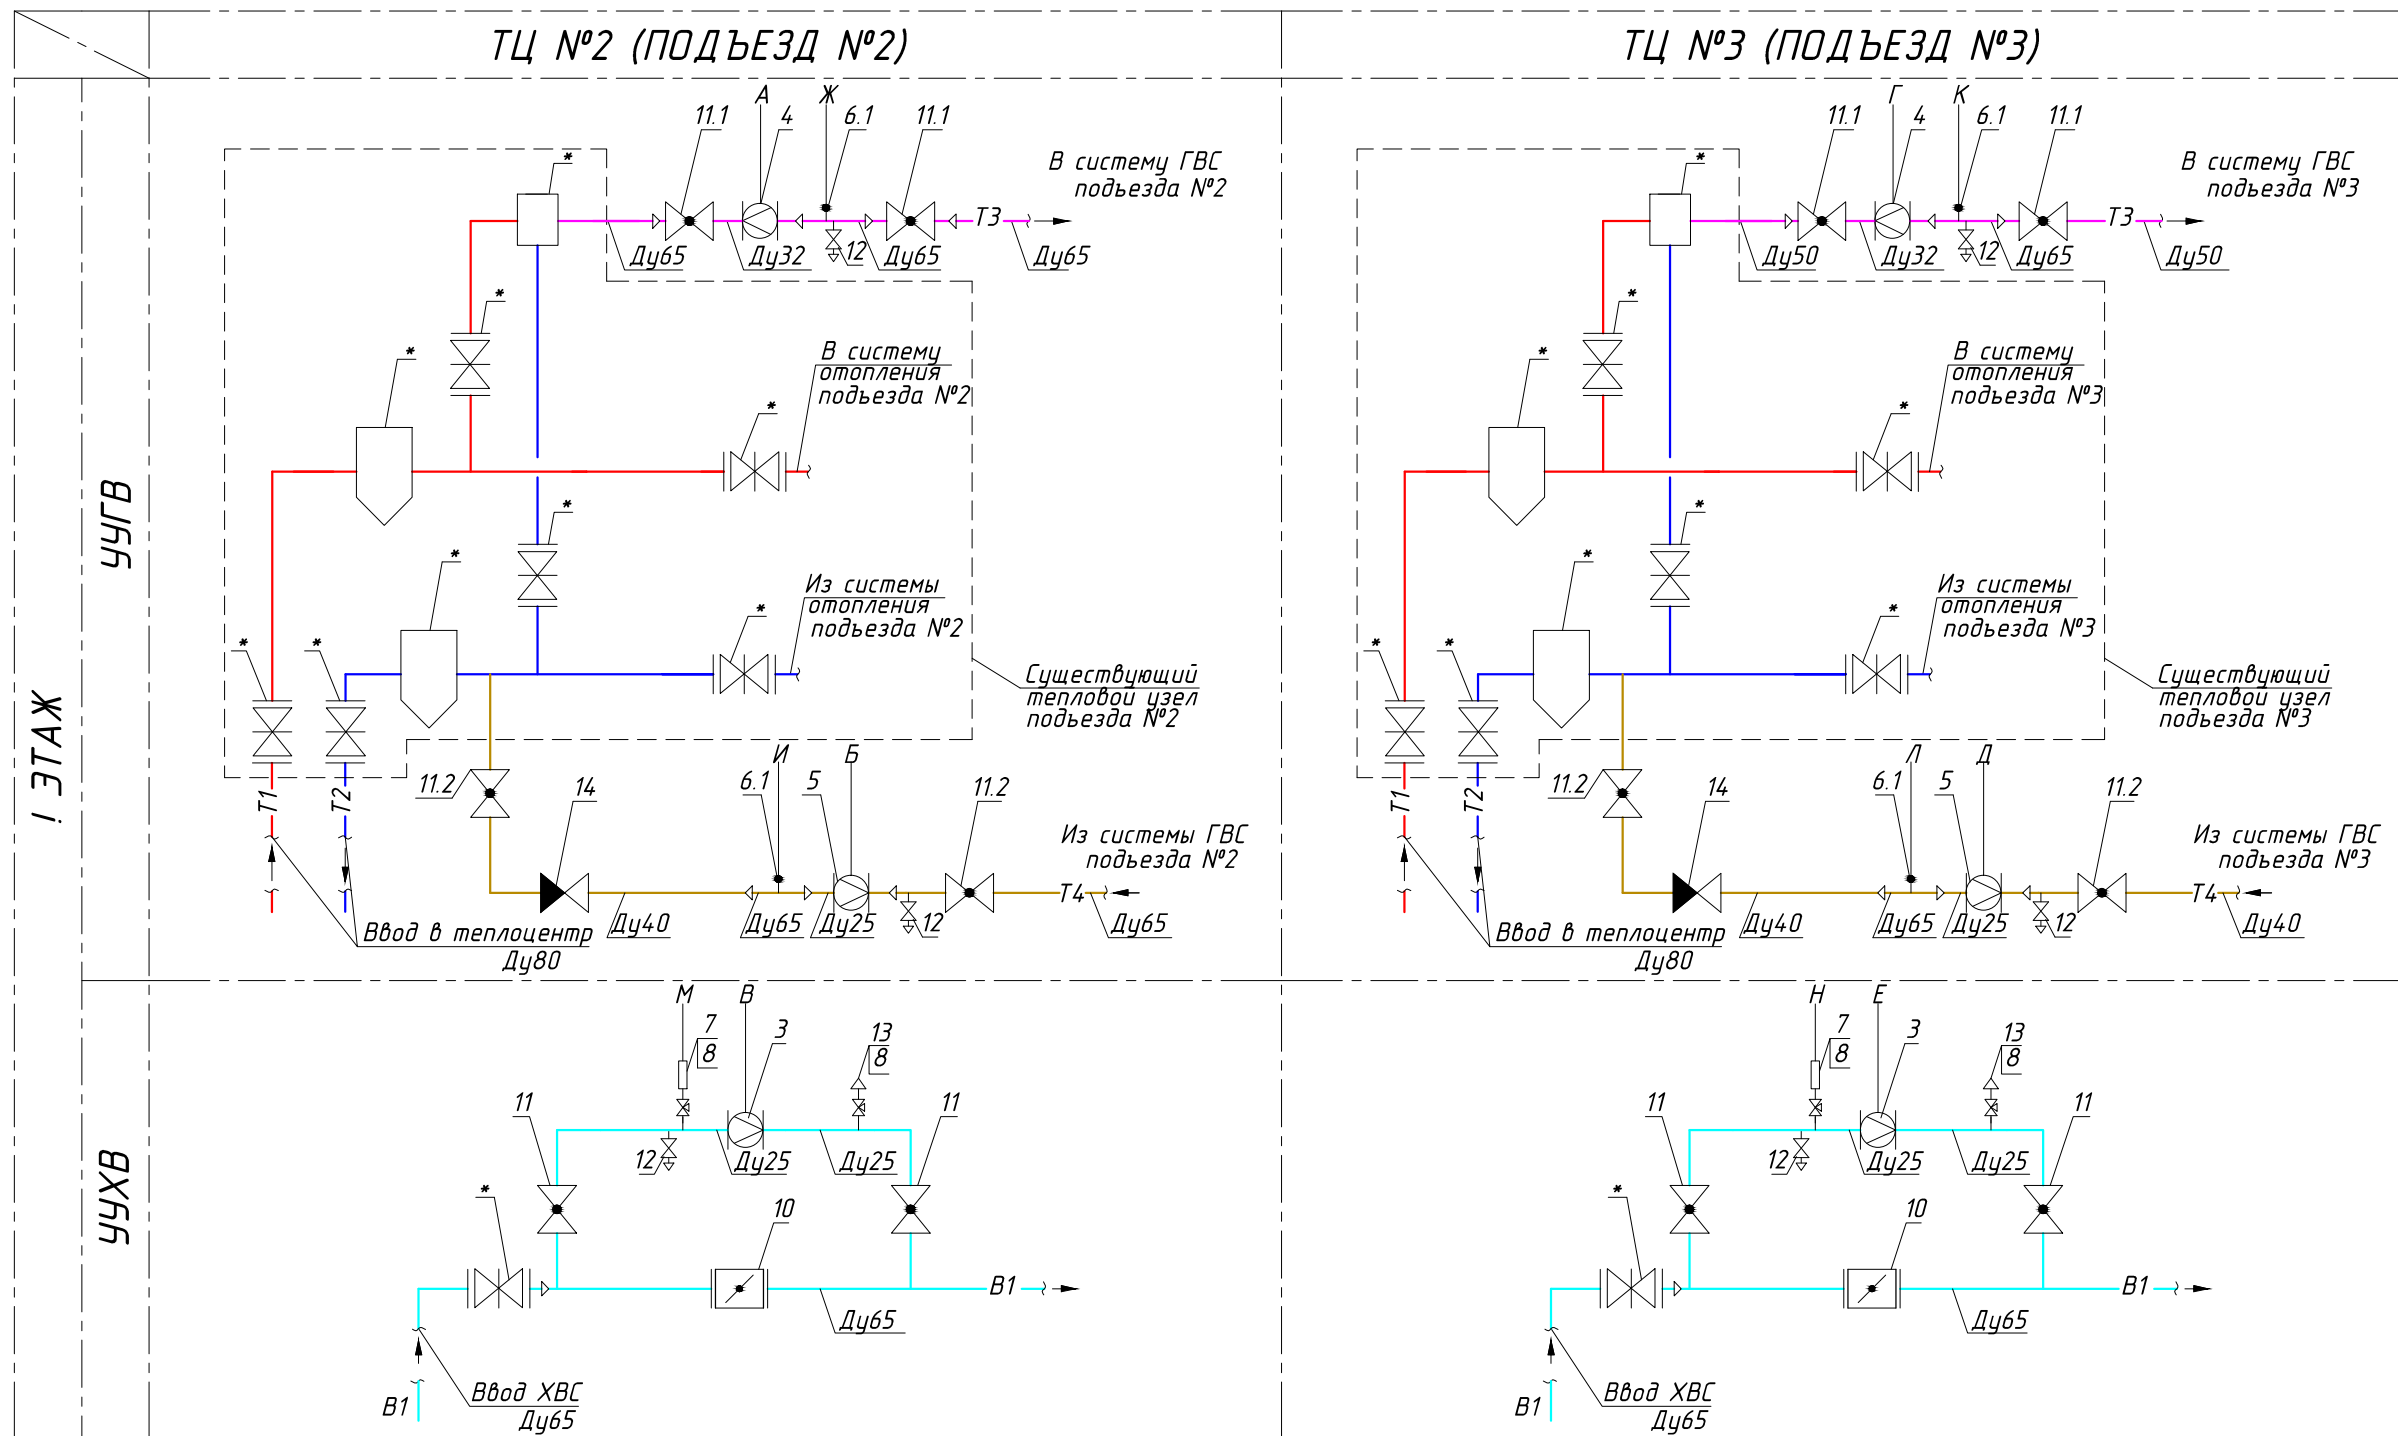 ТЦ №2 (ПОДЪЕЗД №2)
ТЦ №3 (ПОДЪЕЗД №3)
! ЭТАЖ
УУГВ
УУХВ
А
Ж
11.1
4
6.1
11.1
*
В систему ГВС
подъезда №2
Т3
Ду65
Ду32
12
Ду65
Ду65
*
*
В систему
отопления
подъезда №2
*
*
*
Из системы
отопления
подъезда №2
*
*
*
Существующий
тепловой узел
подъезда №2
И
Б
Т1
Т2
11.2
14
6.1
5
11.2
Из системы ГВС
подъезда №2
Т4
Ду40
Ду65
Ду25
12
Ду65
Ввод в теплоцентр
Ду80
Г
К
11.1
4
6.1
11.1
*
В систему ГВС
подъезда №3
Т3
Ду50
Ду32
12
Ду65
Ду50
*
*
В систему
отопления
подъезда №3
*
*
*
Из системы
отопления
подъезда №3
*
*
*
Существующий
тепловой узел
подъезда №3
Л
Д
Т1
Т2
11.2
14
6.1
5
11.2
Из системы ГВС
подъезда №3
Т4
Ду40
Ду65
Ду25
12
Ду40
Ввод в теплоцентр
Ду80
М
В
7
8
3
13
8
11
11
12
Ду25
Ду25
*
10
В1
Ду65
Ввод ХВС
Ду65
В1
Н
Е
7
8
3
13
8
11
11
12
Ду25
Ду25
*
10
В1
Ду65
Ввод ХВС
Ду65
В1